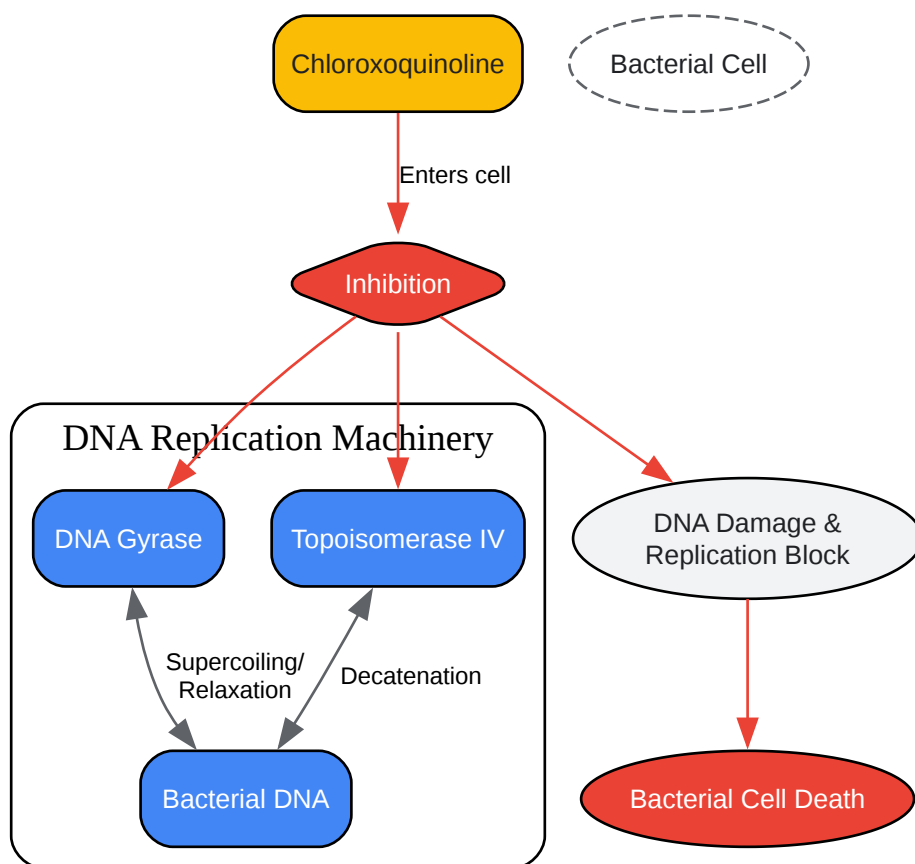 Chloroxoquinoline
Bacterial Cell
Enters cell
Inhibition
DNA Replication Machinery
DNA Gyrase
Topoisomerase IV
DNA Damage &
Replication Block
Supercoiling/
Relaxation
Decatenation
Bacterial DNA
Bacterial Cell Death